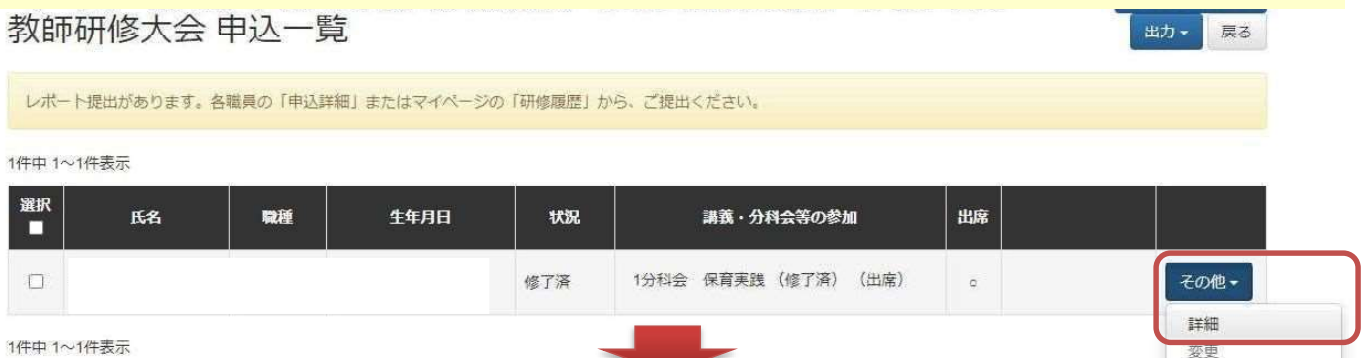 教師研修大会 申込一覧
出力
戻る
レポート提出があります。各職員の「申込詳細」またはマイページの「研修履歴」から、ご提出ください。
1件中 1～1件表示
選択 氏名 職種 生年月日 状況 講義・分科会等の参加 出席
修了済 1分科会 保育実践 （修了済） （出席） ○ その他
詳細
変更
1件中 1～1件表示